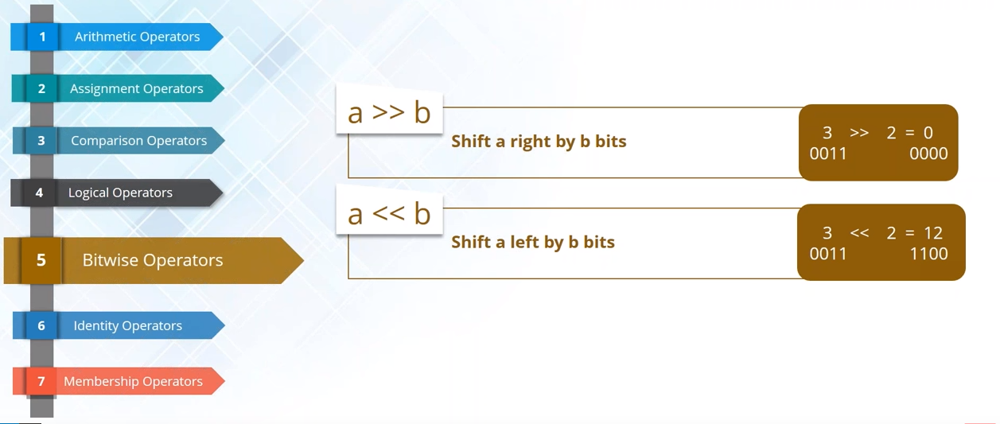 1 Arithmetic Operators
2 Assignment Operators
3 Comparison Operators
4 Logical Operators
5 Bitwise Operators
6 Identity Operators
7 Membership Operators
a >> b
Shift a right by b bits
3 >> 2 = 0
0011 0000
a << b
Shift a left by b bits
3 << 2 = 12
0011 1100